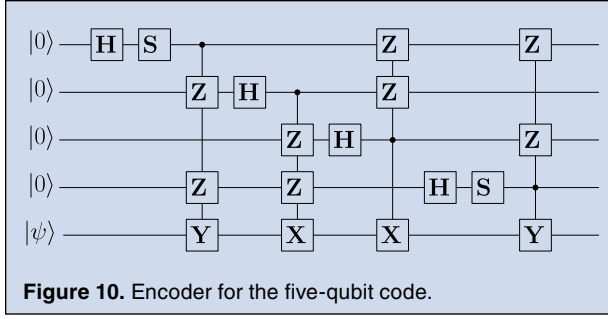 |0⟩ H S Z Z
|0⟩ Z H Z
|0⟩ Z H Z
|0⟩ Z Z H S
|ψ⟩ Y X X Y
Figure 10. Encoder for the five-qubit code.